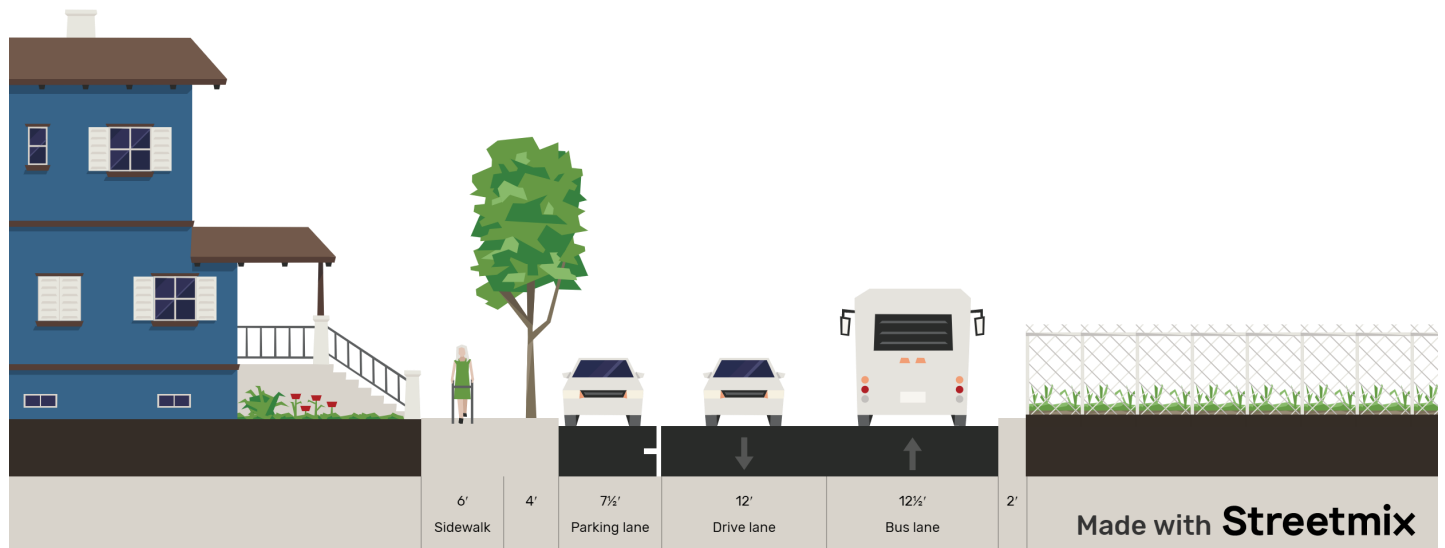 6′ 4′ 7½′ 12′ 12½′ 2′
Sidewalk Parking lane Drive lane Bus lane
Made with Streetmix